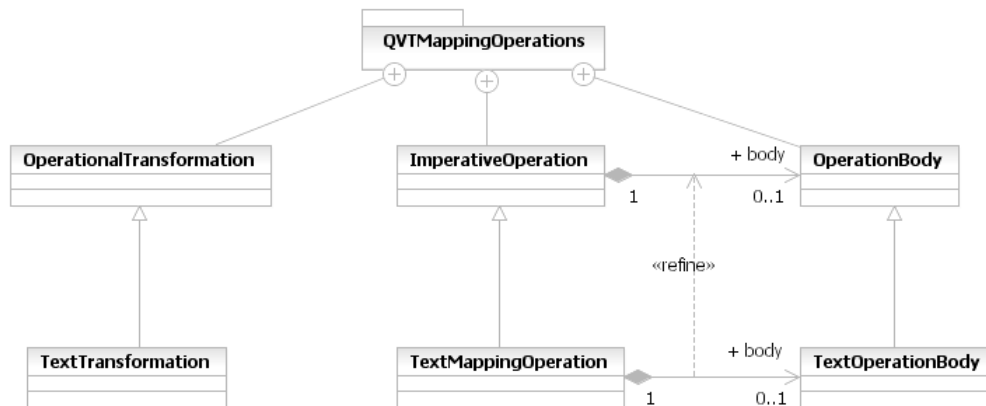 QVTMappingOperations
OperationalTransformation
ImperativeOperation
+ body
OperationBody
1
0..1
«refine»
TextTransformation
TextMappingOperation
+ body
TextOperationBody
1
0..1